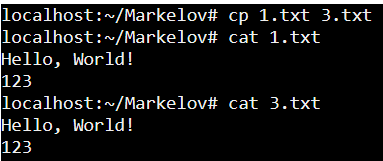 localhost:~/Markelov# cp 1.txt 3.txt
localhost:~/Markelov# cat 1.txt
Hello, World!
123
localhost:~/Markelov# cat 3.txt
Hello, World!
123